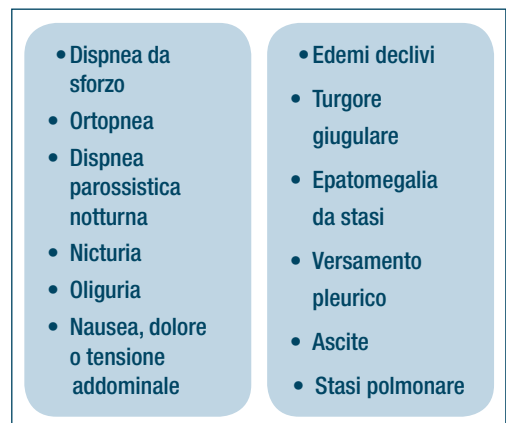 • Dispnea da
sforzo
• Ortopnea
• Dispnea
parossistica
notturna
• Nicturia
• Oliguria
• Nausea, dolore
o tensione
addominale
• Edemi declivi
• Turgore
giugulare
• Epatomegalia
da stasi
• Versamento
pleurico
• Ascite
• Stasi polmonare